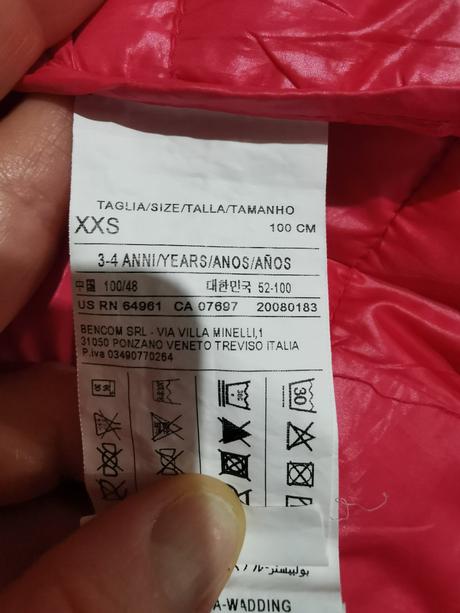 TAGLIA/SIZE/TALLA/TAMANHO
XXS 100 CM
3-4 ANNI/YEARS/ANOS/AÑOS
中国 100/48 대한민국 52-100
US RN 64961 CA 07697 20080183
BENCOM SRL - VIA VILLA MINELLI,1
31050 PONZANO VENETO TREVISO ITALIA
P.iva 03490770264
30
بوليستر
A-WADDING